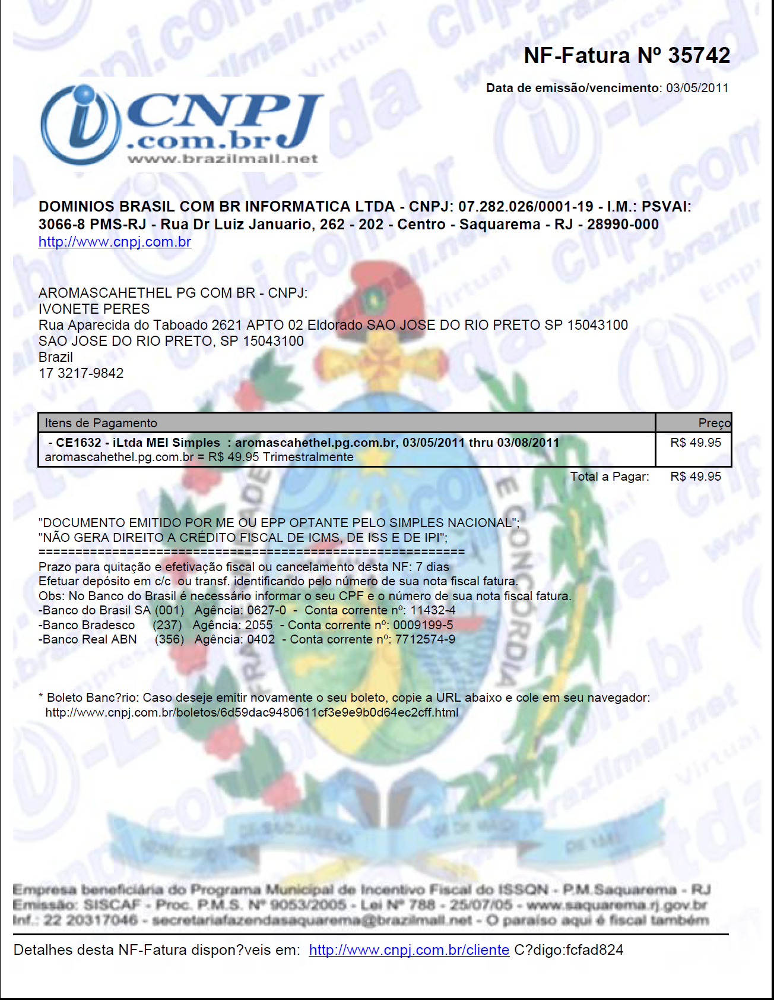 NF-Fatura Nº 35742
Data de emissão/vencimento: 03/05/2011
CNPJ
.com.br
www.brazilmall.net
DOMINIOS BRASIL COM BR INFORMATICA LTDA - CNPJ: 07.282.026/0001-19 - I.M.: PSVAI:
3066-8 PMS-RJ - Rua Dr Luiz Januario, 262 - 202 - Centro - Saquarema - RJ - 28990-000
http://www.cnpj.com.br
AROMASCAHETHEL PG COM BR - CNPJ:
IVONETE PERES
Rua Aparecida do Taboado 2621 APTO 02 Eldorado SAO JOSE DO RIO PRETO SP 15043100
SAO JOSE DO RIO PRETO, SP 15043100
Brazil
17 3217-9842
Itens de Pagamento Preço
- CE1632 - iLtda MEI Simples : aromascahethel.pg.com.br, 03/05/2011 thru 03/08/2011 R$ 49.95
aromascahethel.pg.com.br = R$ 49.95 Trimestralmente
Total a Pagar: R$ 49.95
"DOCUMENTO EMITIDO POR ME OU EPP OPTANTE PELO SIMPLES NACIONAL";
"NÃO GERA DIREITO A CRÉDITO FISCAL DE ICMS, DE ISS E DE IPI";
==========================================================
Prazo para quitação e efetivação fiscal ou cancelamento desta NF: 7 dias
Efetuar depósito em c/c ou transf. identificando pelo número de sua nota fiscal fatura.
Obs: No Banco do Brasil é necessário informar o seu CPF e o número de sua nota fiscal fatura.
-Banco do Brasil SA (001) Agência: 0627-0 - Conta corrente nº: 11432-4
-Banco Bradesco (237) Agência: 2055 - Conta corrente nº: 0009199-5
-Banco Real ABN (356) Agência: 0402 - Conta corrente nº: 7712574-9
FRATERNIDADE
E CONCÓRDIA
* Boleto Banc?rio: Caso deseje emitir novamente o seu boleto, copie a URL abaixo e cole em seu navegador:
http://www.cnpj.com.br/boletos/6d59dac9480611cf3e9e9b0d64ec2cff.html
MUNICIPIO DE SAQUAREMA 08 DE MAIO DE 1841
Empresa beneficiária do Programa Municipal de Incentivo Fiscal do ISSQN - P.M.Saquarema - RJ
Emissão: SISCAF - Proc. P.M.S. Nº 9053/2005 - Lei Nº 788 - 25/07/05 - www.saquarema.rj.gov.br
Inf.: 22 20317046 - secretariafazendasaquarema@brazilmall.net - O paraíso aqui é fiscal também
Detalhes desta NF-Fatura dispon?veis em: http://www.cnpj.com.br/cliente C?digo:fcfad824